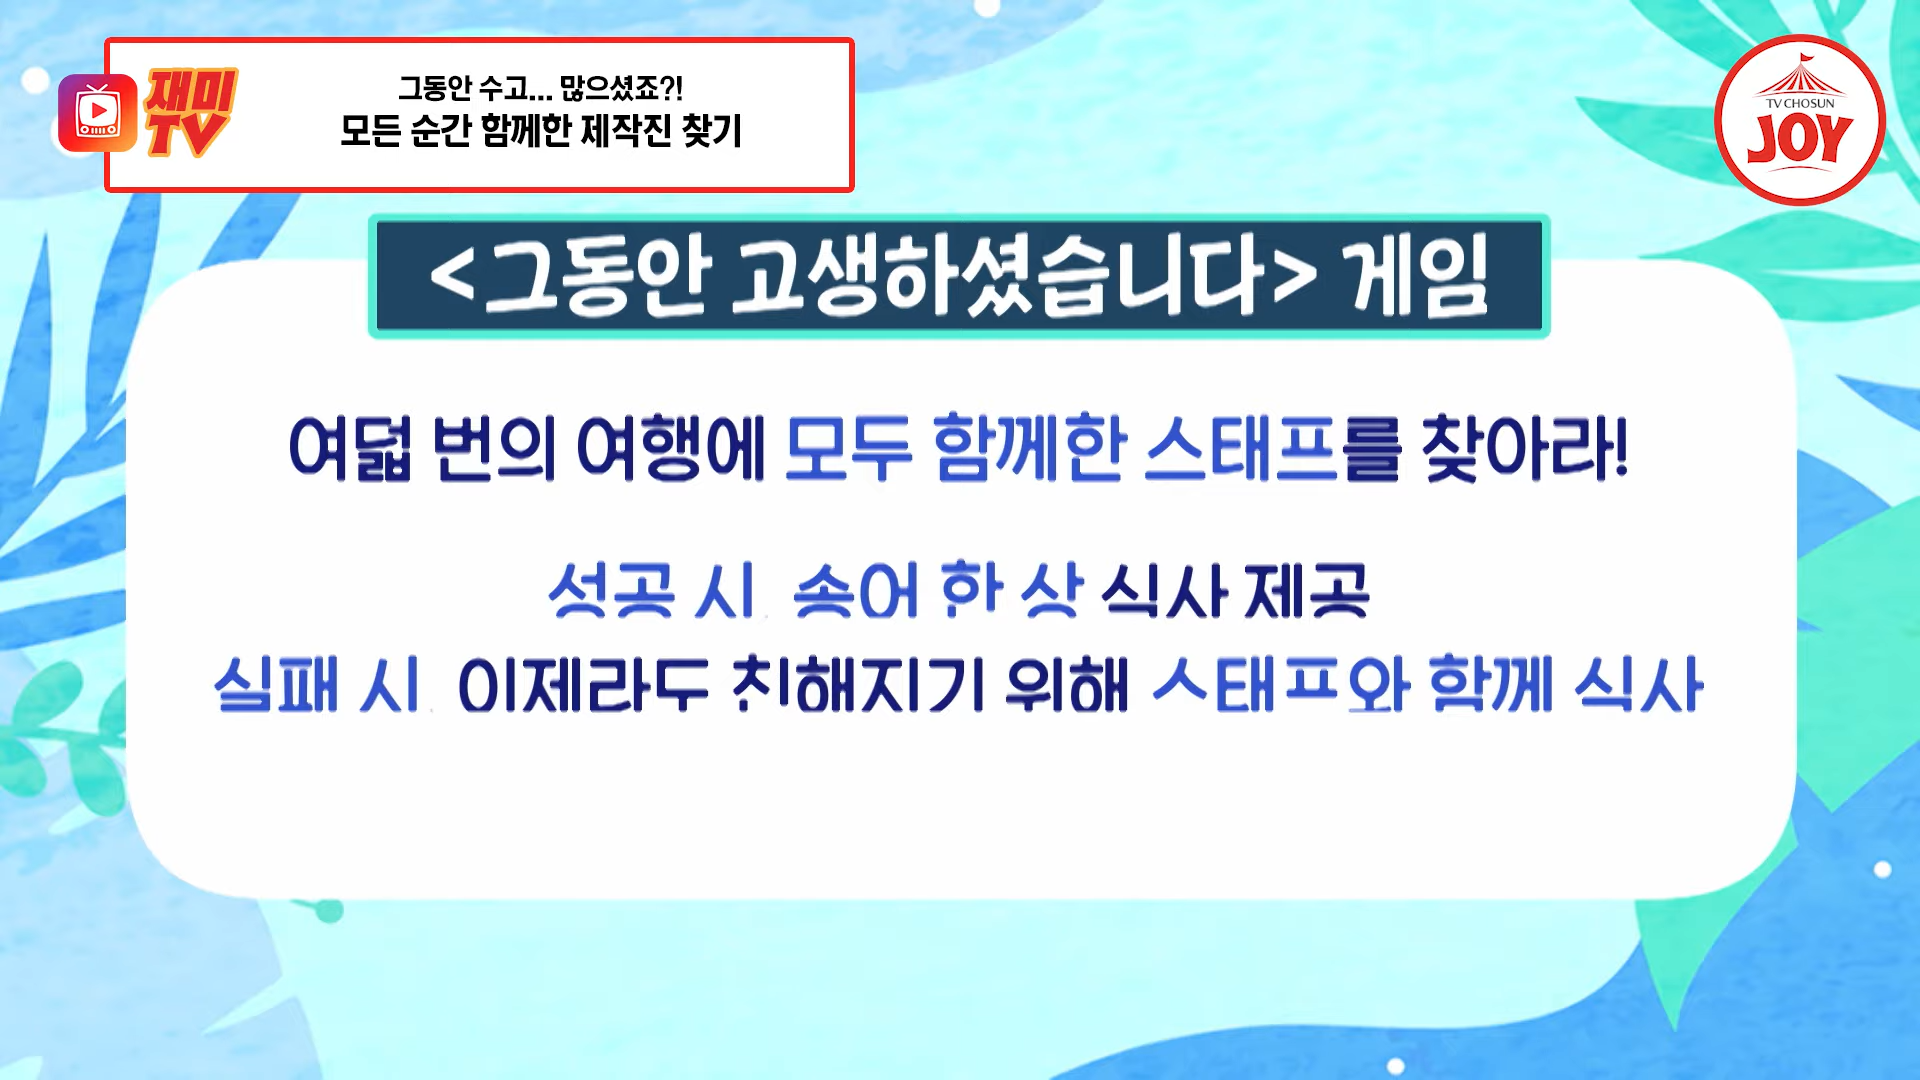 그동안 수고... 많으셨죠?!
모든 순간 함께한 제작진 찾기
재미
TV
TV CHOSUN
JOY
<그동안 고생하셨습니다> 게임
여덟 번의 여행에 모두 함께한 스태프를 찾아라!
성공 시, 송어 한 상 식사 제공
실패 시, 이제라도 친해지기 위해 스태프와 함께 식사